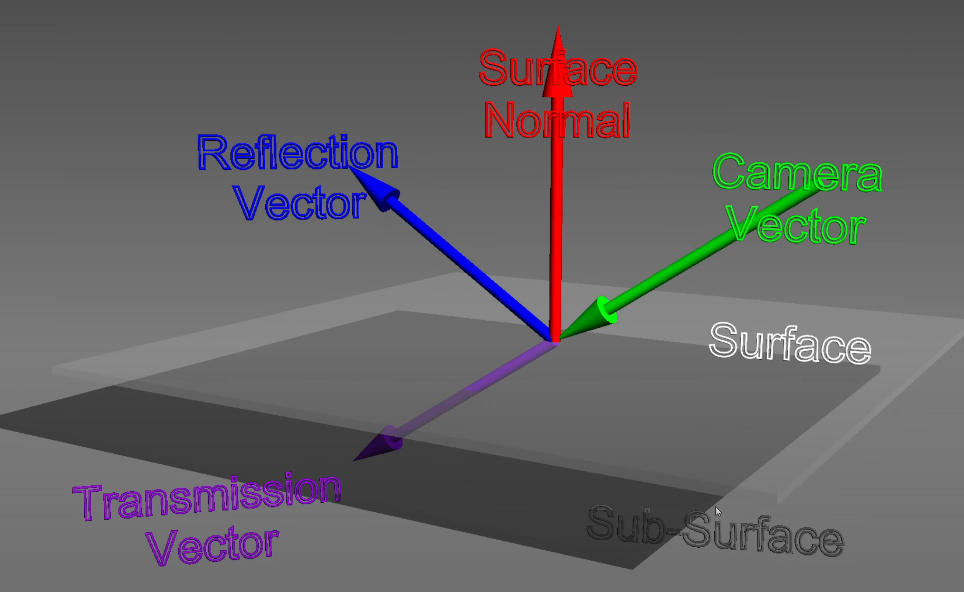 Surface
Normal
Reflection
Vector
Camera
Vector
Surface
Transmission
Vector
Sub-Surface